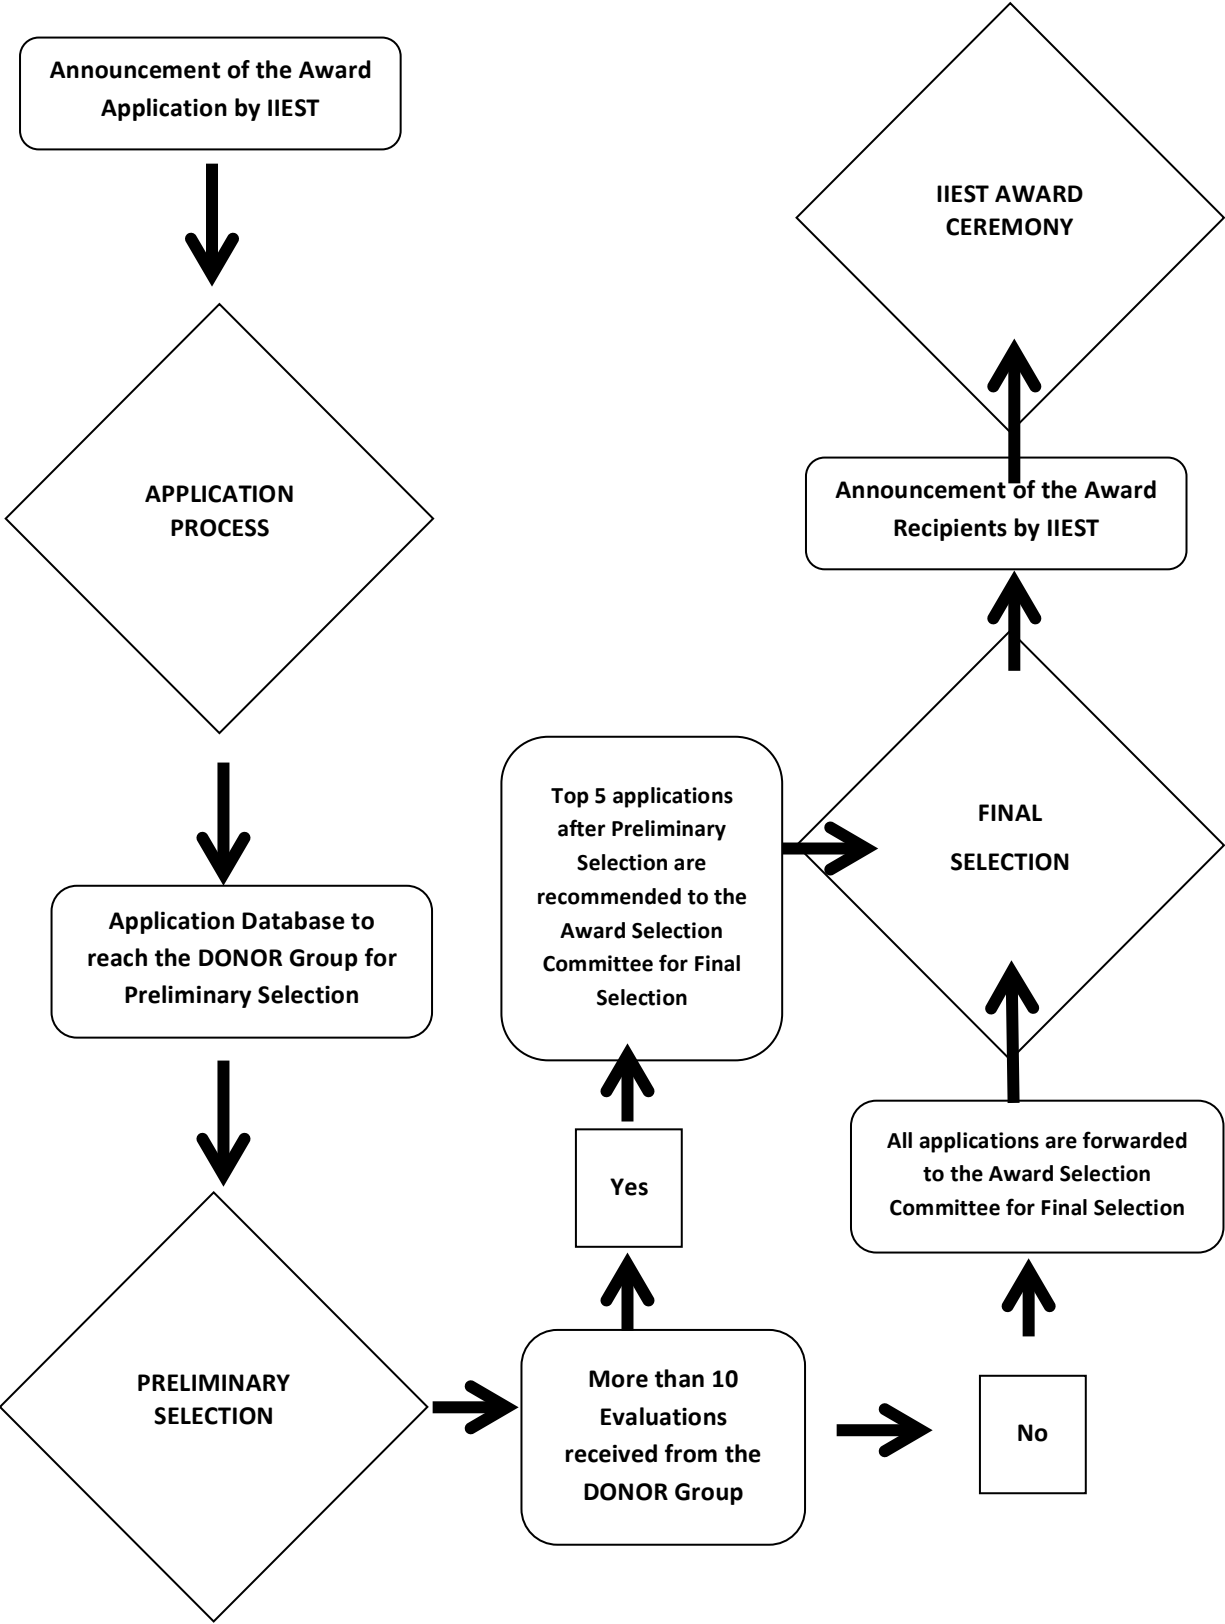 Announcement of the Award
Application by IIEST
APPLICATION
PROCESS
Application Database to
reach the DONOR Group for
Preliminary Selection
PRELIMINARY
SELECTION
More than 10
Evaluations
received from the
DONOR Group
Yes
Top 5 applications
after Preliminary
Selection are
recommended to the
Award Selection
Committee for Final
Selection
No
All applications are forwarded
to the Award Selection
Committee for Final Selection
FINAL
SELECTION
Announcement of the Award
Recipients by IIEST
IIEST AWARD
CEREMONY